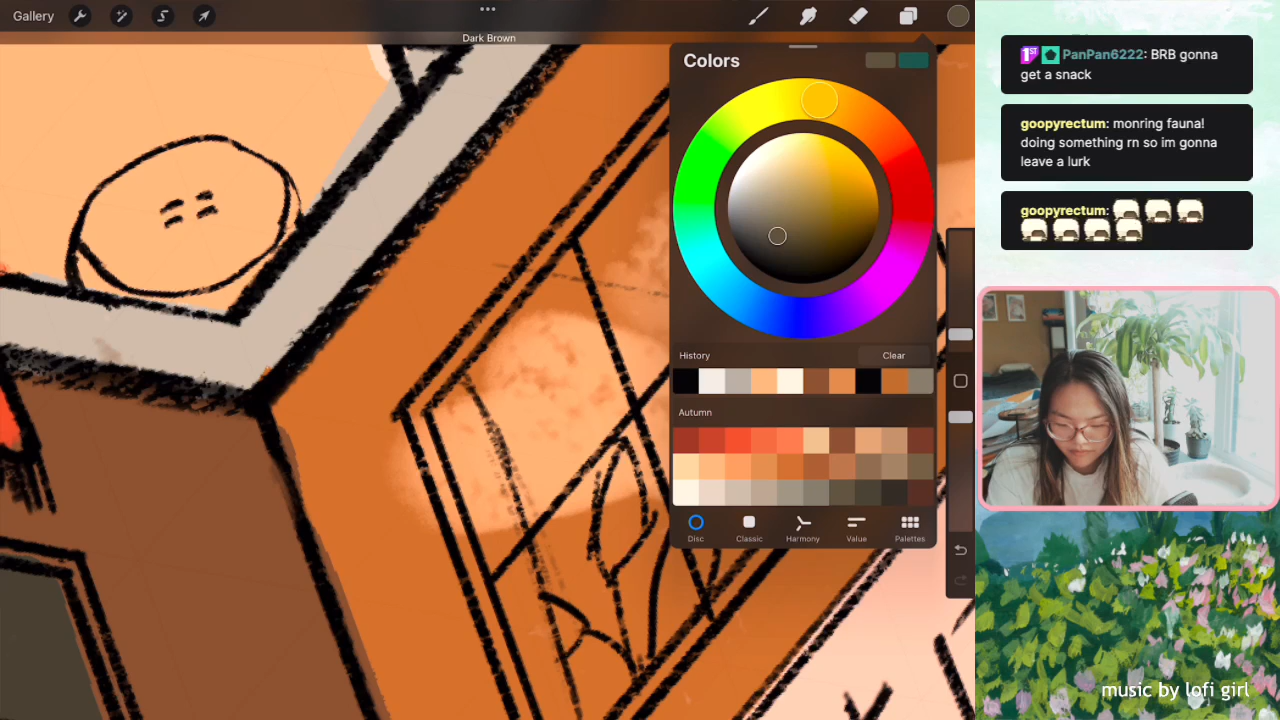 Gallery
Dark Brown
Colors
History
Clear
Autumn
Disc
Classic
Harmony
Value
Palettes
1ST PanPan6222: BRB gonna
get a snack
goopyrectum: monring fauna!
doing something rn so im gonna
leave a lurk
goopyrectum:
music by lofi girl